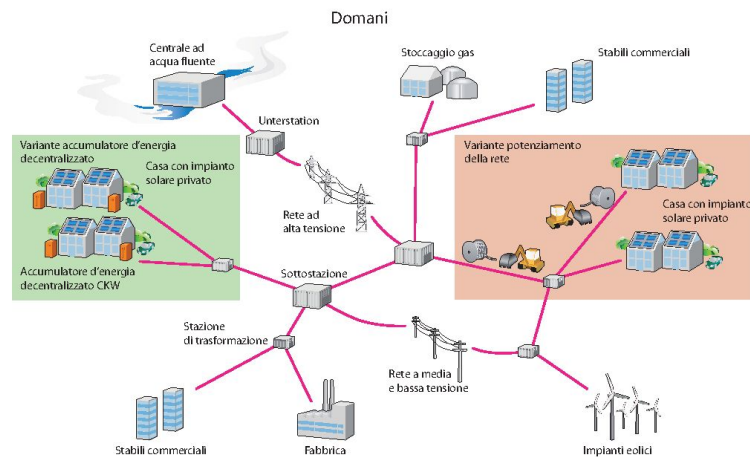 Domani
Centrale ad
acqua fluente
Stoccaggio gas
Stabili commerciali
Unterstation
Variante accumulatore d'energia
decentralizzato
Casa con impianto
solare privato
Variante potenziamento
della rete
Rete ad
alta tensione
Casa con impianto
solare privato
Accumulatore d'energia
decentralizzato CKW
Sottostazione
Stazione
di trasformazione
Rete a media
e bassa tensione
Stabili commerciali
Fabbrica
Impianti eolici